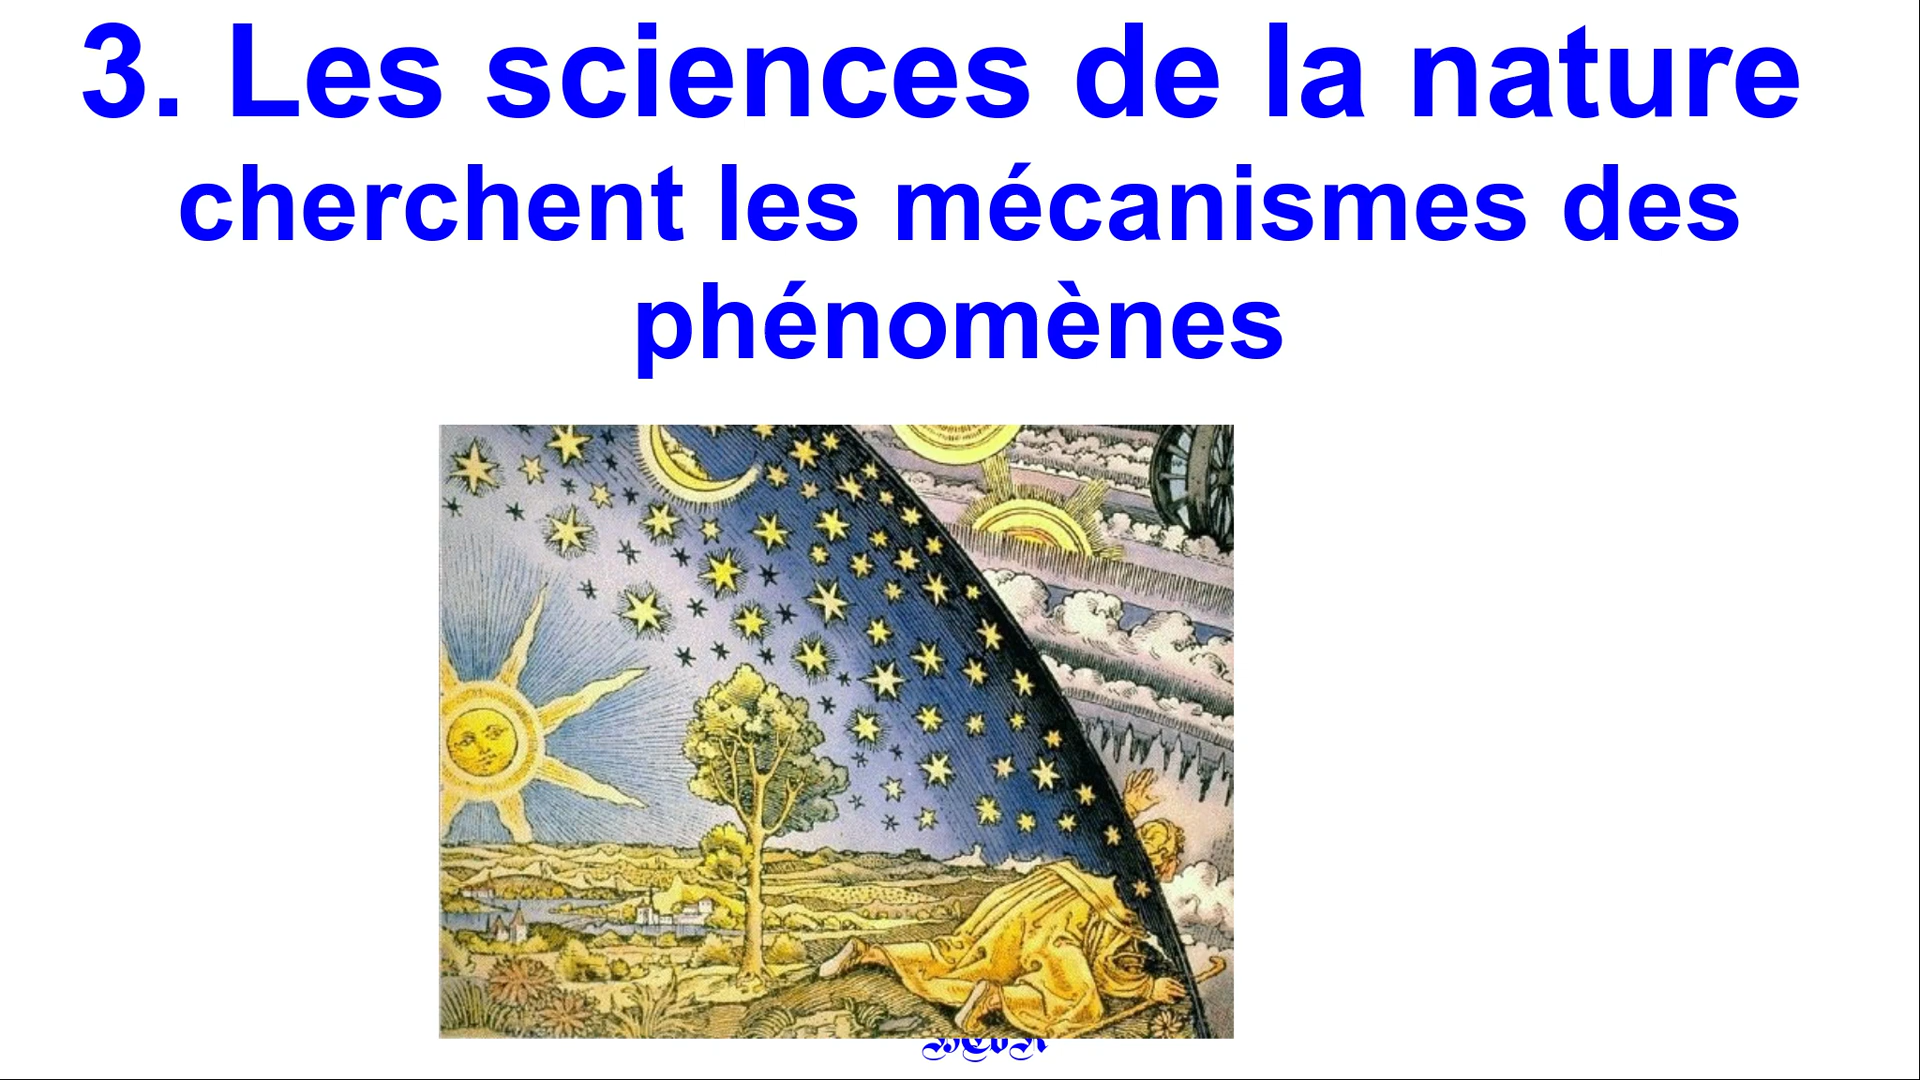 3. Les sciences de la nature
cherchent les mécanismes des
phénomènes